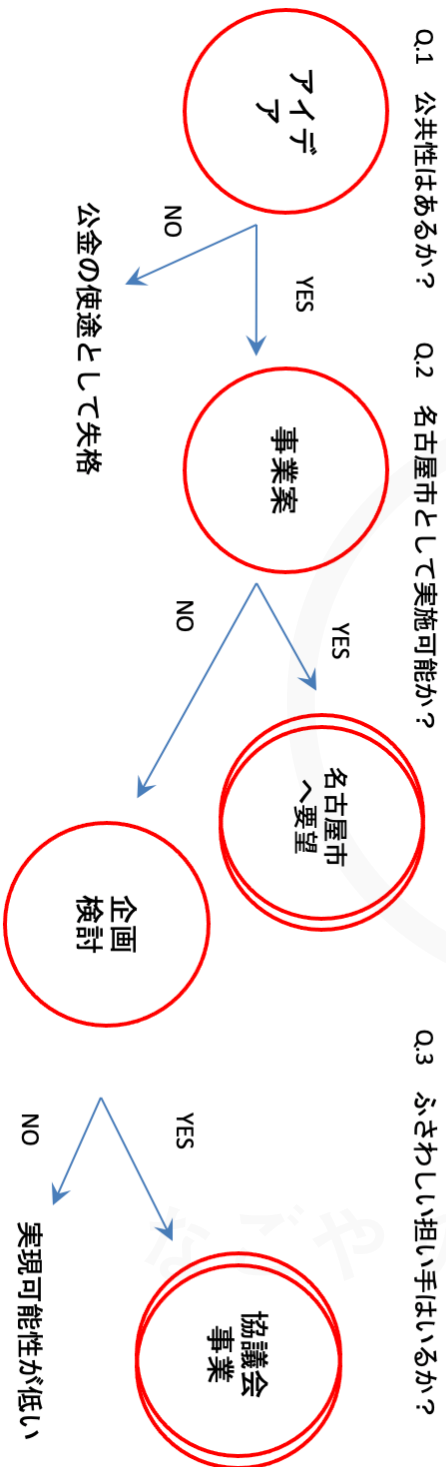 Q.1 公共性はあるか?
Q.2 名古屋市として実施可能か?
Q.3 ふさわしい担い手はいるか?
アイデ
ア
YES
NO
公金の使途として失格
事業案
YES
NO
名古屋市
へ要望
企画
検討
YES
NO
協議会
事業
実現可能性が低い